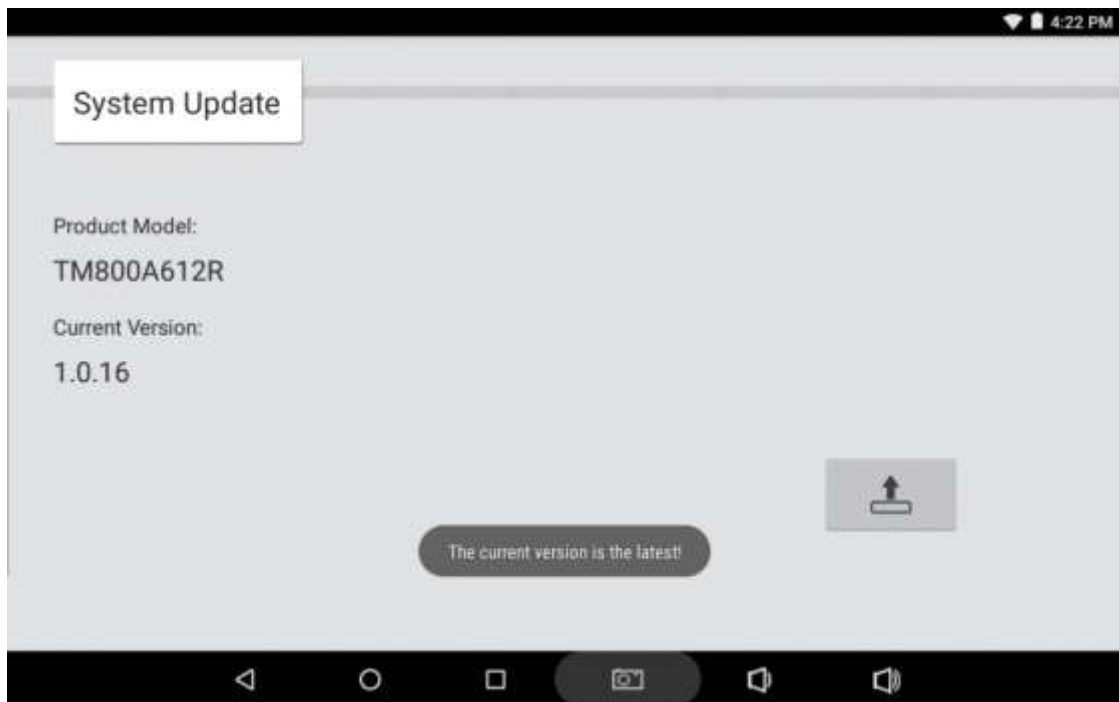 4:22 PM
System Update
Product Model:
TM800A612R
Current Version:
1.0.16
The current version is the latest!